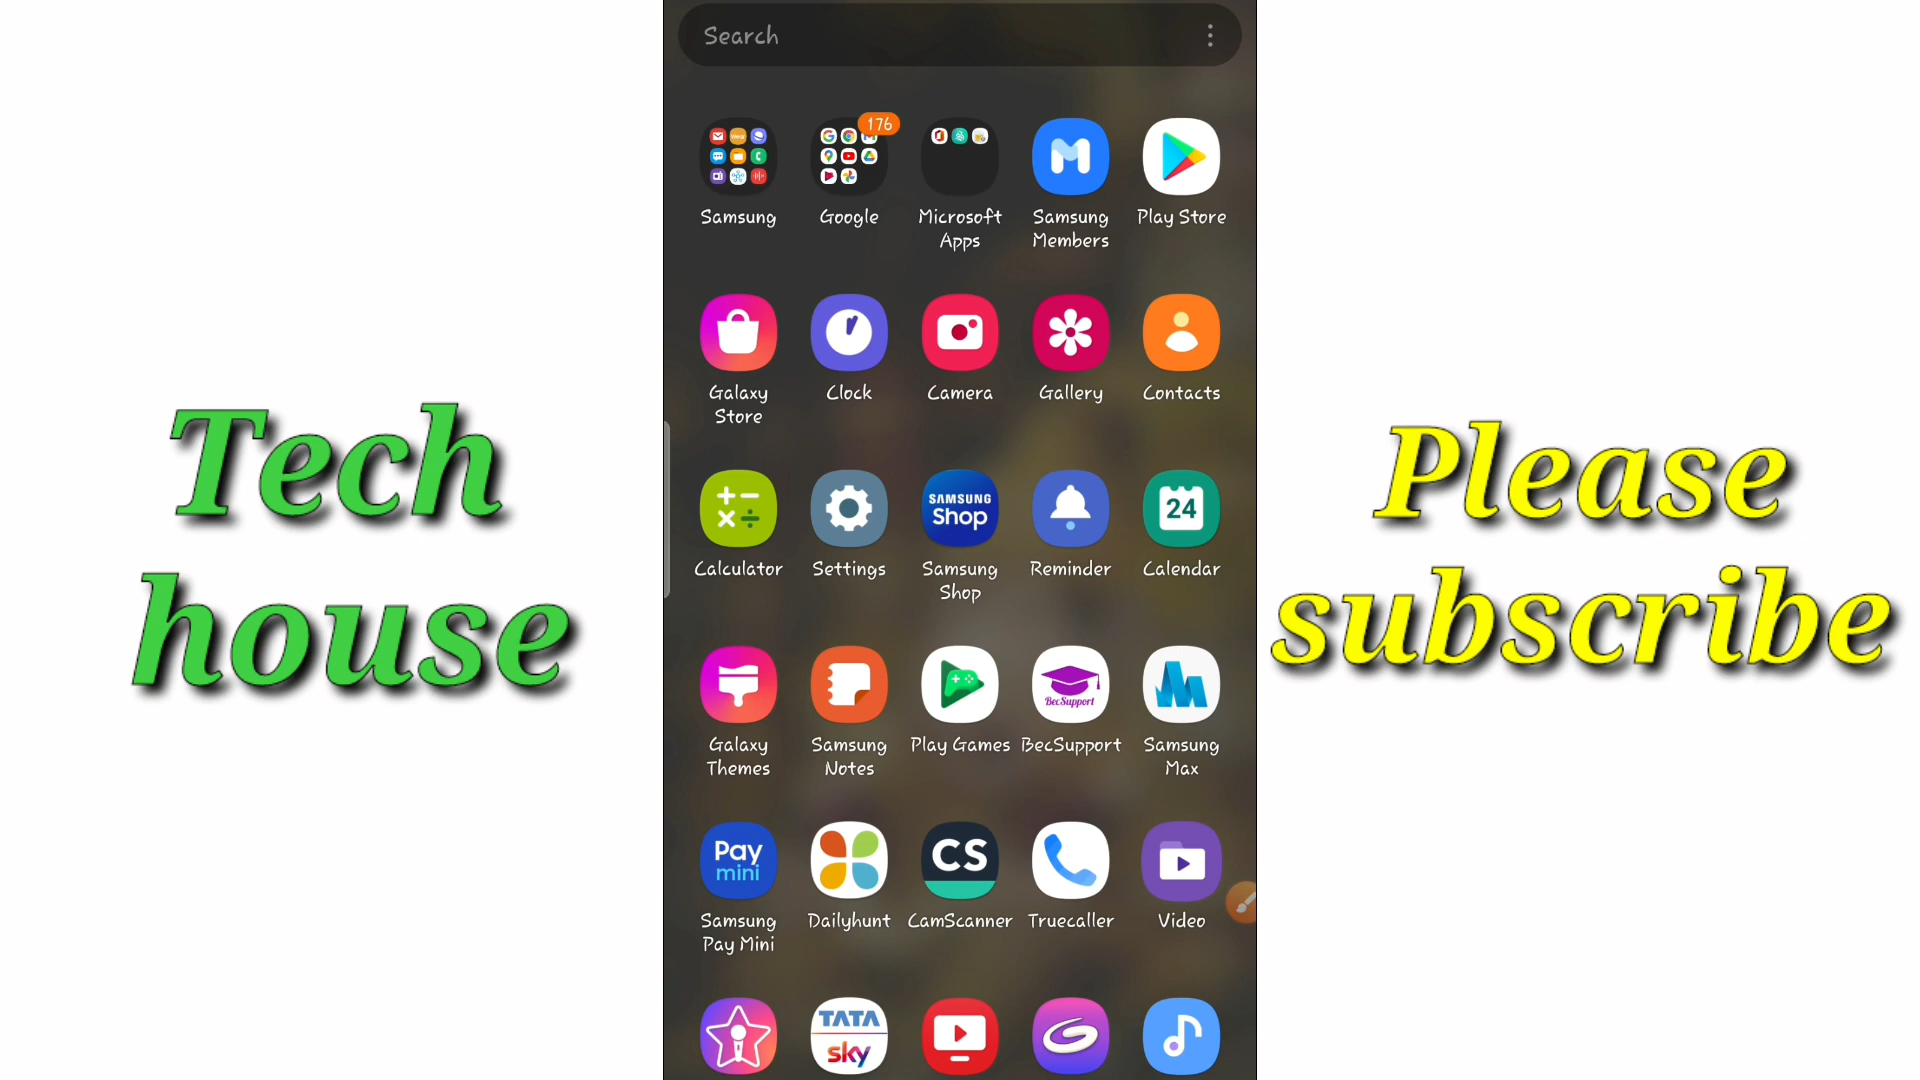 Search
176
Samsung
Google
Microsoft
Apps
Samsung
Members
Play Store
Galaxy
Store
Clock
Camera
Gallery
Contacts
SAMSUNG
Shop
24
Calculator
Settings
Samsung
Shop
Reminder
Calendar
BecSupport
Galaxy
Themes
Samsung
Notes
Play Games
BecSupport
Samsung
Max
Pay
mini
CS
Samsung
Pay Mini
Dailyhunt
CamScanner
Truecaller
Video
TATA
sky
Tech
house
Please
subscribe